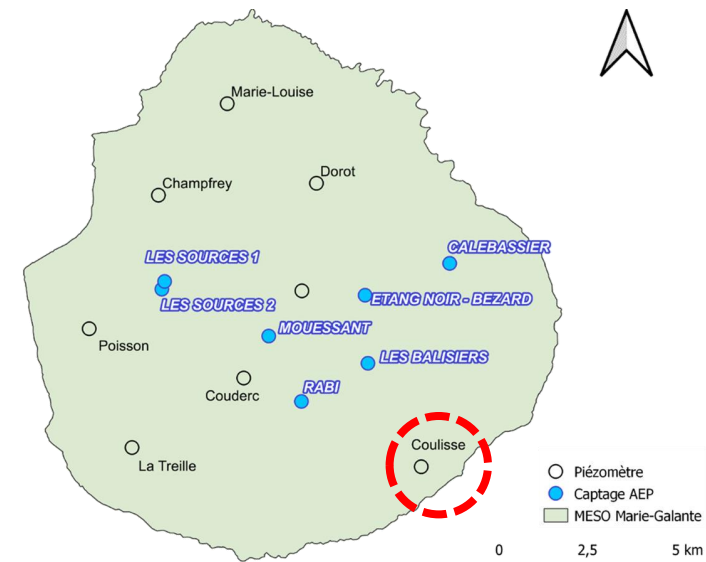 Marie-Louise
Dorot
Champfrey
CALEBASSIER
LES SOURCES 1
LES SOURCES 2
ETANG NOIR - BEZARD
MOUESSANT
Poisson
LES BALISIERS
Couderc
RABI
Coulisse
La Treille
Piézomètre
Captage AEP
MESO Marie-Galante
0 2,5 5 km